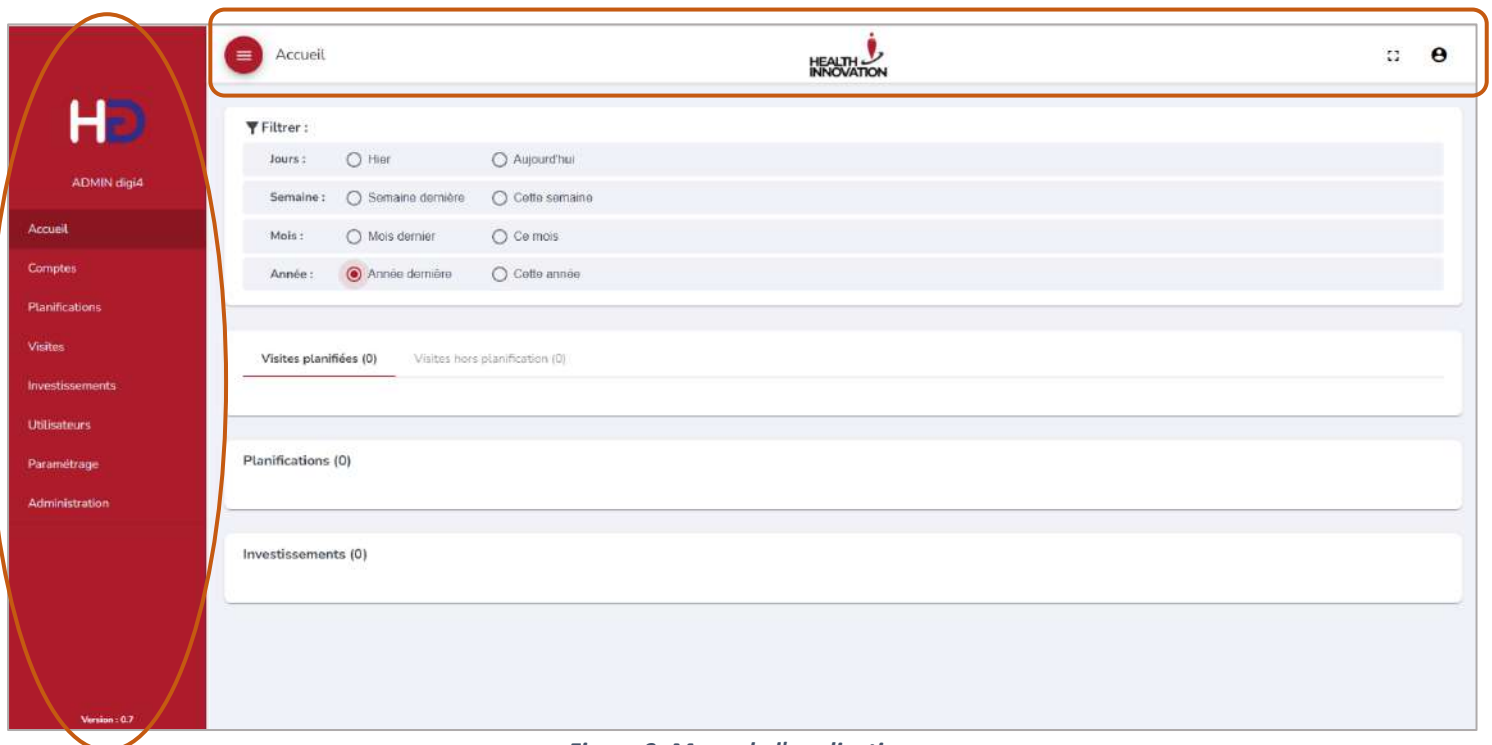 Accueil
HEALTH
INNOVATION
HD
ADMIN digi4
Accueil
Comptes
Planifications
Visites
Investissements
Utilisateurs
Paramétrage
Administration
Version : 0.7
Filtrer :
Jours : Hier Aujourd'hui
Semaine : Semaine dernière Cette semaine
Mois : Mois dernier Ce mois
Année : Année dernière Cette année
Visites planifiées (0) Visites hors planification (0)
Planifications (0)
Investissements (0)